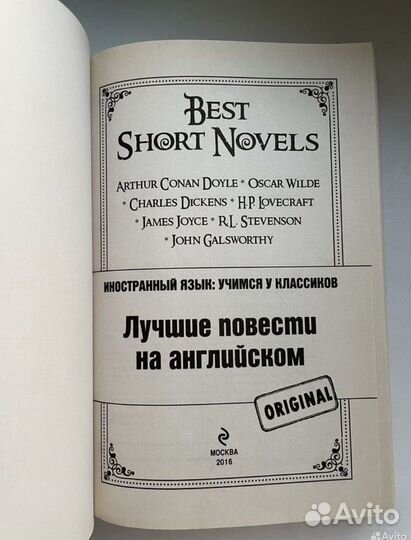 Best
Short Novels
Arthur Conan Doyle * Oscar Wilde
* Charles Dickens * H.P. Lovecraft
* James Joyce * R.L. Stevenson
* John Galsworthy
ИНОСТРАННЫЙ ЯЗЫК: УЧИМСЯ У КЛАССИКОВ
Лучшие повести
на английском
ORIGINAL
МОСКВА
2016
Avito
Avito